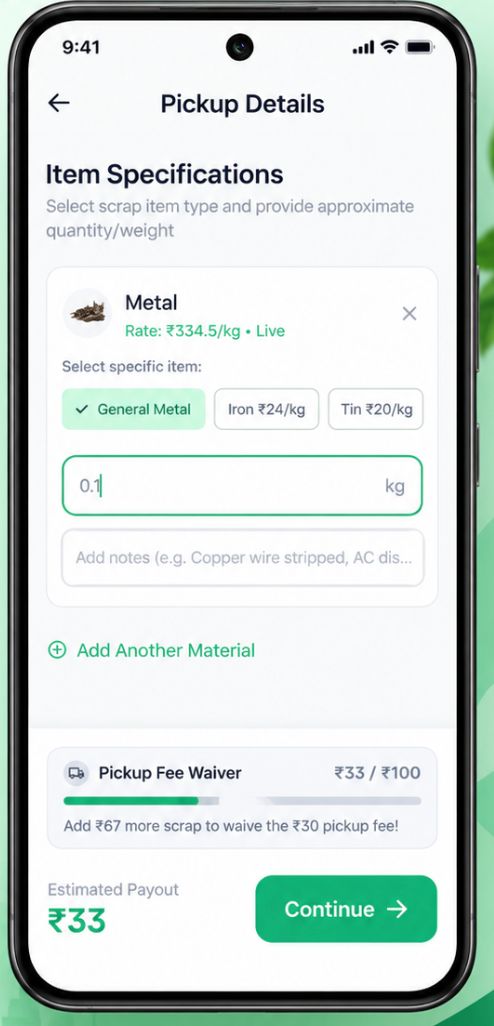 9:41
Pickup Details
Item Specifications
Select scrap item type and provide approximate
quantity/weight
Metal
Rate: ₹334.5/kg • Live
Select specific item:
General Metal
Iron ₹24/kg
Tin ₹20/kg
0.1 kg
Add notes (e.g. Copper wire stripped, AC dis...
Add Another Material
Pickup Fee Waiver ₹33 / ₹100
Add ₹67 more scrap to waive the ₹30 pickup fee!
Estimated Payout
₹33
Continue →